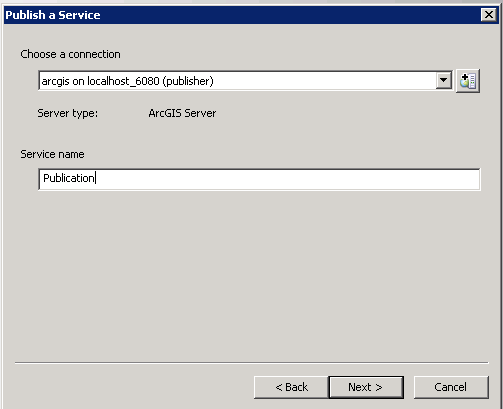 Publish a Service
Choose a connection
arcgis on localhost_6080 (publisher)
Server type: ArcGIS Server
Service name
Publication
< Back Next > Cancel